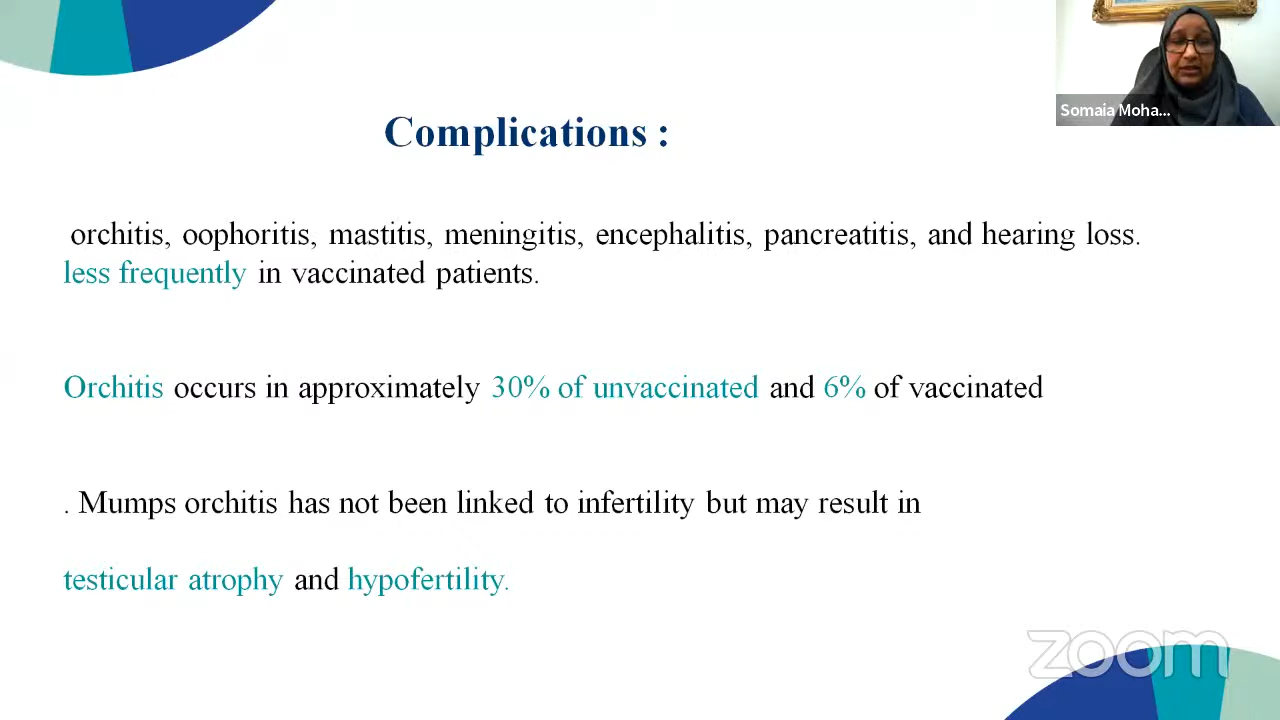 Somaia Moha...
Complications :
orchitis, oophoritis, mastitis, meningitis, encephalitis, pancreatitis, and hearing loss.
less frequently in vaccinated patients.
Orchitis occurs in approximately 30% of unvaccinated and 6% of vaccinated
. Mumps orchitis has not been linked to infertility but may result in
testicular atrophy and hypofertility.
zoom